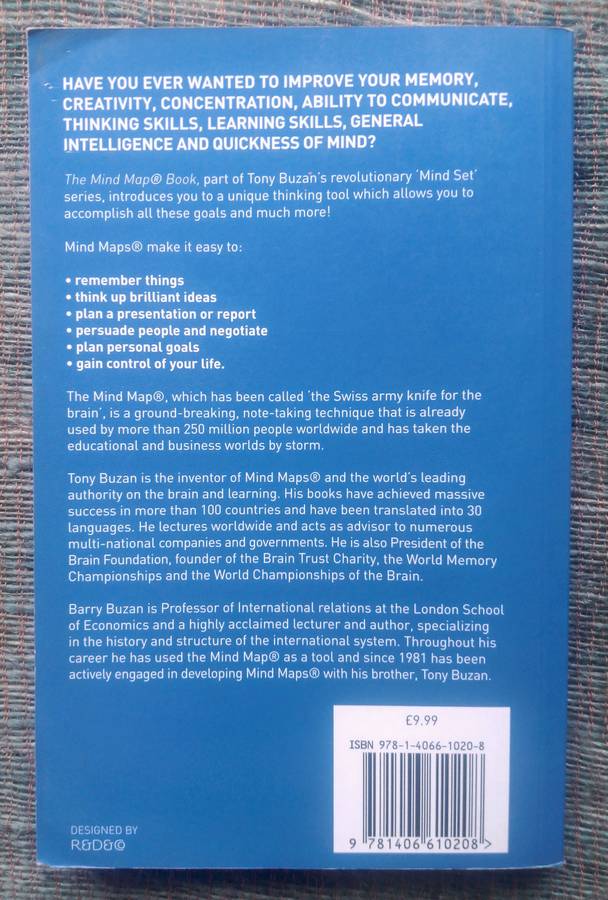 HAVE YOU EVER WANTED TO IMPROVE YOUR MEMORY,
CREATIVITY, CONCENTRATION, ABILITY TO COMMUNICATE,
THINKING SKILLS, LEARNING SKILLS, GENERAL
INTELLIGENCE AND QUICKNESS OF MIND?
The Mind Map® Book, part of Tony Buzan's revolutionary 'Mind Set'
series, introduces you to a unique thinking tool which allows you to
accomplish all these goals and much more!
Mind Maps® make it easy to:
• remember things
• think up brilliant ideas
• plan a presentation or report
• persuade people and negotiate
• plan personal goals
• gain control of your life.
The Mind Map®, which has been called 'the Swiss army knife for the
brain', is a ground-breaking, note-taking technique that is already
used by more than 250 million people worldwide and has taken the
educational and business worlds by storm.
Tony Buzan is the inventor of Mind Maps® and the world's leading
authority on the brain and learning. His books have achieved massive
success in more than 100 countries and have been translated into 30
languages. He lectures worldwide and acts as advisor to numerous
multi-national companies and governments. He is also President of the
Brain Foundation, founder of the Brain Trust Charity, the World Memory
Championships and the World Championships of the Brain.
Barry Buzan is Professor of International relations at the London School
of Economics and a highly acclaimed lecturer and author, specializing
in the history and structure of the international system. Throughout his
career he has used the Mind Map® as a tool and since 1981 has been
actively engaged in developing Mind Maps® with his brother, Tony Buzan.
£9.99
ISBN 978-1-4066-1020-8
9 781406 610208 >
DESIGNED BY
R&D&©